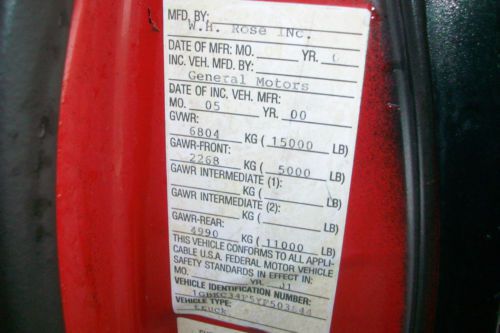 MFD. BY:
W.H. Rose INC.
DATE OF MFR: MO. YR. 0
INC. VEH. MFD. BY:
General Motors
DATE OF INC. VEH. MFR:
MO. 05 YR. 00
GVWR:
6804 KG ( 15000 LB)
GAWR-FRONT:
2268 KG ( 5000 LB)
GAWR INTERMEDIATE (1):
KG ( LB)
GAWR INTERMEDIATE (2):
KG ( LB)
GAWR-REAR:
4990 KG ( 11000 LB)
THIS VEHICLE CONFORMS TO ALL APPLI-
CABLE U.S.A. FEDERAL MOTOR VEHICLE
SAFETY STANDARDS IN EFFECT IN:
MO. YR.
VEHICLE IDENTIFICATION NUMBER:
VEHICLE TYPE:
truck